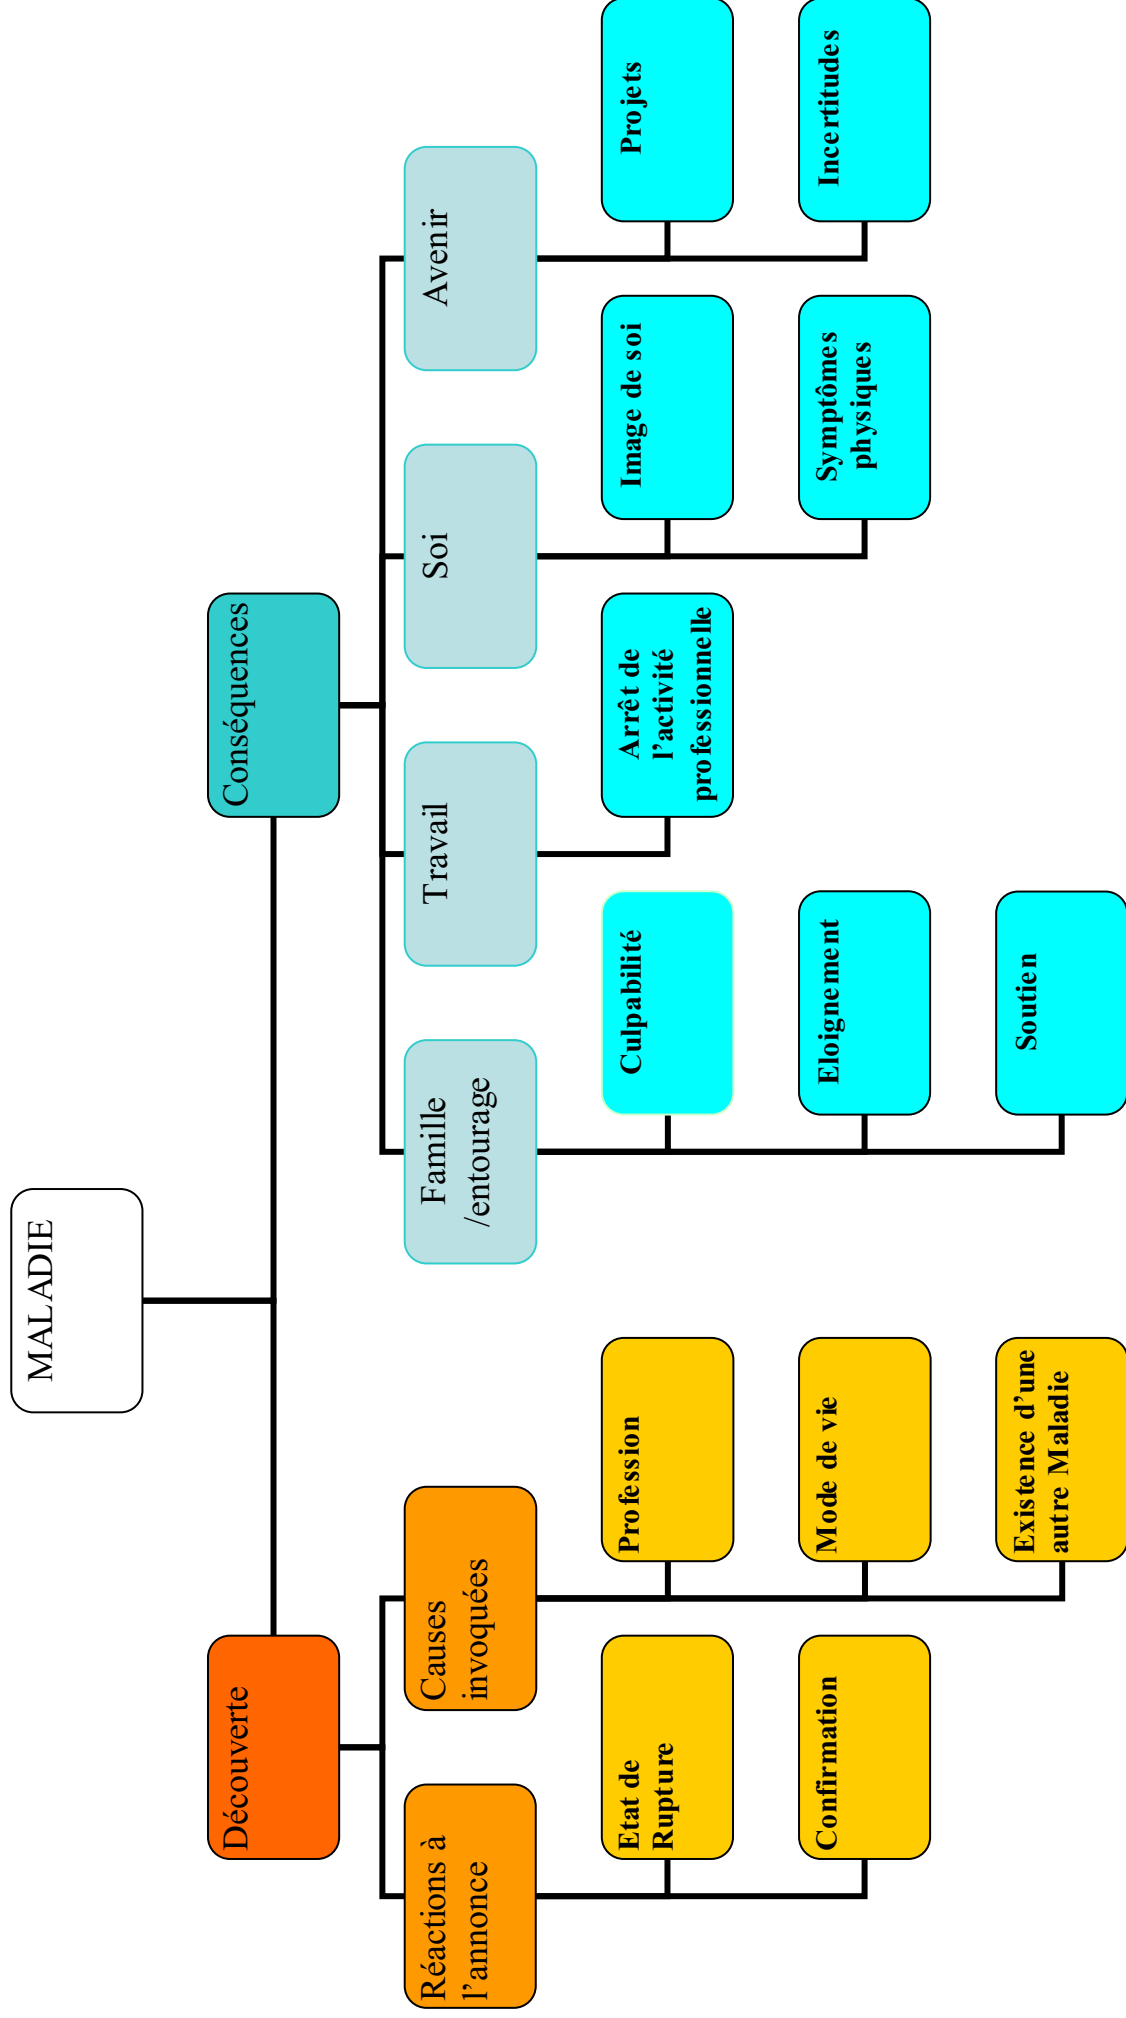 MALADIE
Découverte
Conséquences
Réactions à
l’annonce
Causes
invoquées
Famille
/entourage
Travail
Soi
Avenir
Etat de
Rupture
Profession
Culpabilité
Arrêt de
l’activité
professionnelle
Image de soi
Projets
Confirmation
Mode de vie
Eloignement
Symptômes
physiques
Incertitudes
Existence d’une
autre Maladie
Soutien